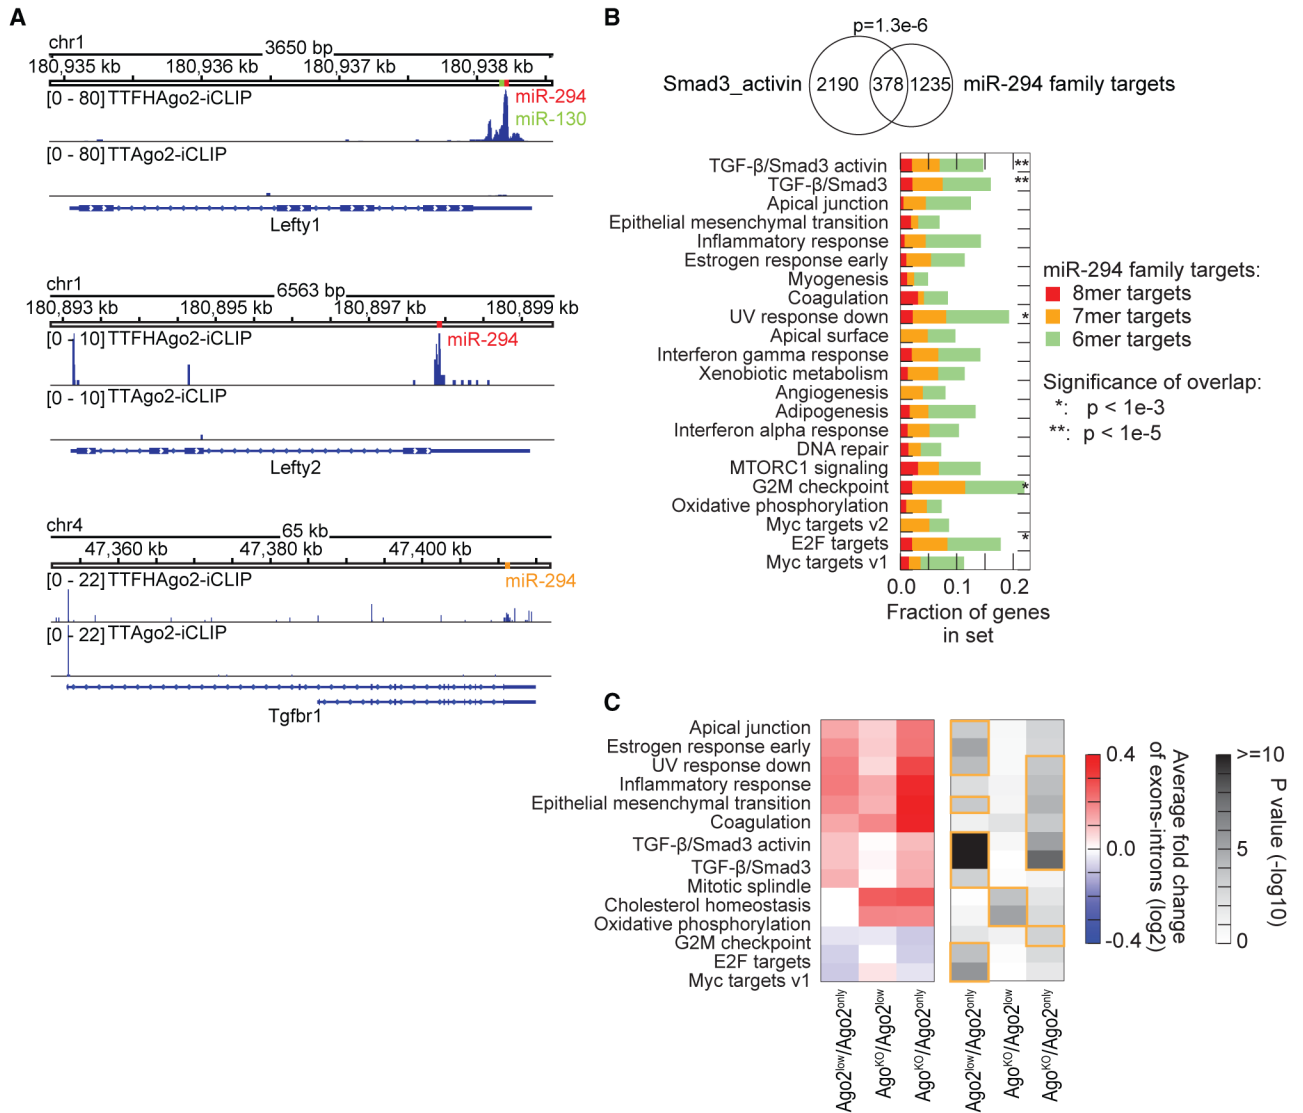 A
chr1
3650 bp
180,935 kb 180,936 kb 180,937 kb 180,938 kb
[0 - 80] TTFHAgo2-iCLIP
miR-294
miR-130
[0 - 80] TTAgo2-iCLIP
Lefty1
chr1
6563 bp
180,893 kb 180,895 kb 180,897 kb 180,899 kb
[0 - 10] TTFHAgo2-iCLIP
miR-294
[0 - 10] TTAgo2-iCLIP
Lefty2
chr4
65 kb
47,360 kb 47,380 kb 47,400 kb
[0 - 22] TTFHAgo2-iCLIP
miR-294
[0 - 22] TTAgo2-iCLIP
Tgfbr1
B
p=1.3e-6
Smad3_activin 2190 378 1235 miR-294 family targets
TGF-β/Smad3 activin **
TGF-β/Smad3 **
Apical junction
Epithelial mesenchymal transition
Inflammatory response
Estrogen response early
Myogenesis
Coagulation
UV response down *
Apical surface
Interferon gamma response
Xenobiotic metabolism
Angiogenesis
Adipogenesis
Interferon alpha response
DNA repair
MTORC1 signaling
G2M checkpoint *
Oxidative phosphorylation
Myc targets v2
E2F targets *
Myc targets v1
0.0 0.1 0.2
Fraction of genes
in set
miR-294 family targets:
8mer targets
7mer targets
6mer targets
Significance of overlap:
*: p < 1e-3
**: p < 1e-5
C
Apical junction
Estrogen response early
UV response down
Inflammatory response
Epithelial mesenchymal transition
Coagulation
TGF-β/Smad3 activin
TGF-β/Smad3
Mitotic splindle
Cholesterol homeostasis
Oxidative phosphorylation
G2M checkpoint
E2F targets
Myc targets v1
Ago2low/Ago2only
AgoKO/Ago2low
AgoKO/Ago2only
Ago2low/Ago2only
AgoKO/Ago2low
AgoKO/Ago2only
0.4
0.0
-0.4
Average fold change
of exons-introns (log2)
>=10
5
0
P value (-log10)